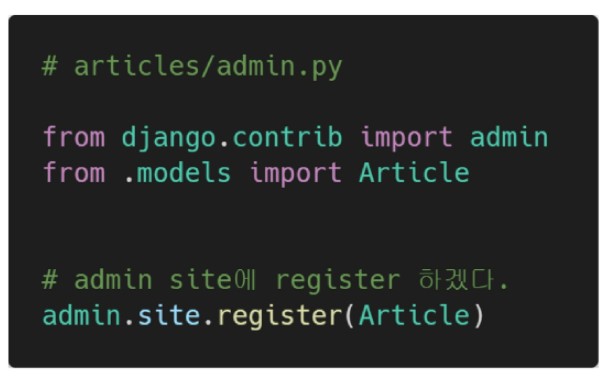 # articles/admin.py
from django.contrib import admin
from .models import Article
# admin site에 register 하겠다.
admin.site.register(Article)